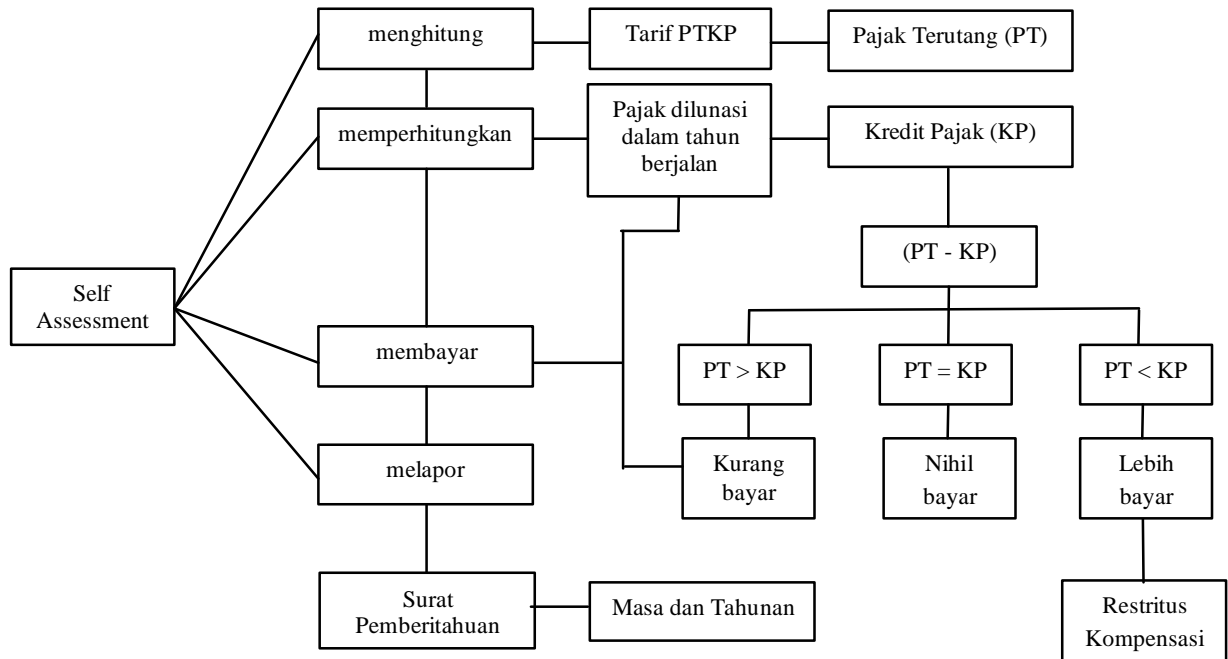 menghitung
Tarif PTKP
Pajak Terutang (PT)
memperhitungkan
Pajak dilunasi
dalam tahun
berjalan
Kredit Pajak (KP)
(PT - KP)
Self
Assessment
membayar
PT > KP
PT = KP
PT < KP
melapor
Kurang
bayar
Nihil
bayar
Lebih
bayar
Surat
Pemberitahuan
Masa dan Tahunan
Restritus
Kompensasi